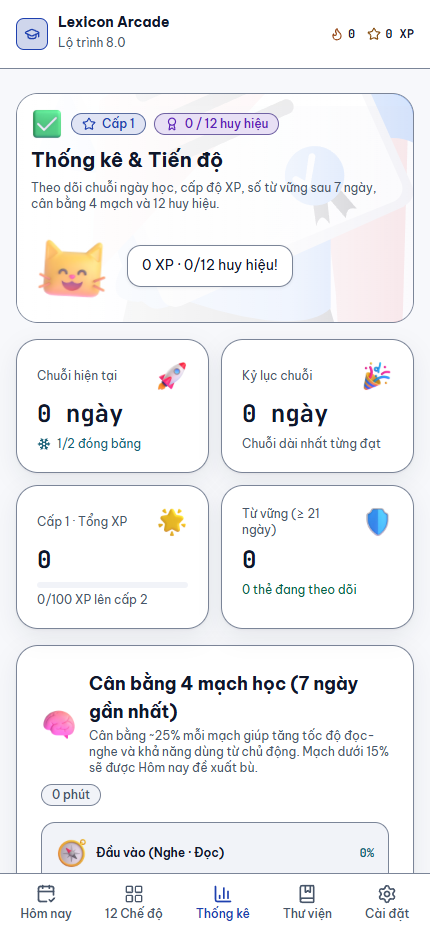 Lexicon Arcade
Lộ trình 8.0
0
0 XP
Cấp 1
0 / 12 huy hiệu
Thống kê & Tiến độ
Theo dõi chuỗi ngày học, cấp độ XP, số từ vững sau 7 ngày,
cân bằng 4 mạch và 12 huy hiệu.
0 XP · 0/12 huy hiệu!
Chuỗi hiện tại
0 ngày
1/2 đóng băng
Kỷ lục chuỗi
0 ngày
Chuỗi dài nhất từng đạt
Cấp 1 · Tổng XP
0
0/100 XP lên cấp 2
Từ vững (≥ 21
ngày)
0
0 thẻ đang theo dõi
Cân bằng 4 mạch học (7 ngày
gần nhất)
Cân bằng ~25% mỗi mạch giúp tăng tốc độ đọc-
nghe và khả năng dùng từ chủ động. Mạch dưới 15%
sẽ được Hôm nay đề xuất bù.
0 phút
Đầu vào (Nghe · Đọc)
0%
Hôm nay
12 Chế độ
Thống kê
Thư viện
Cài đặt